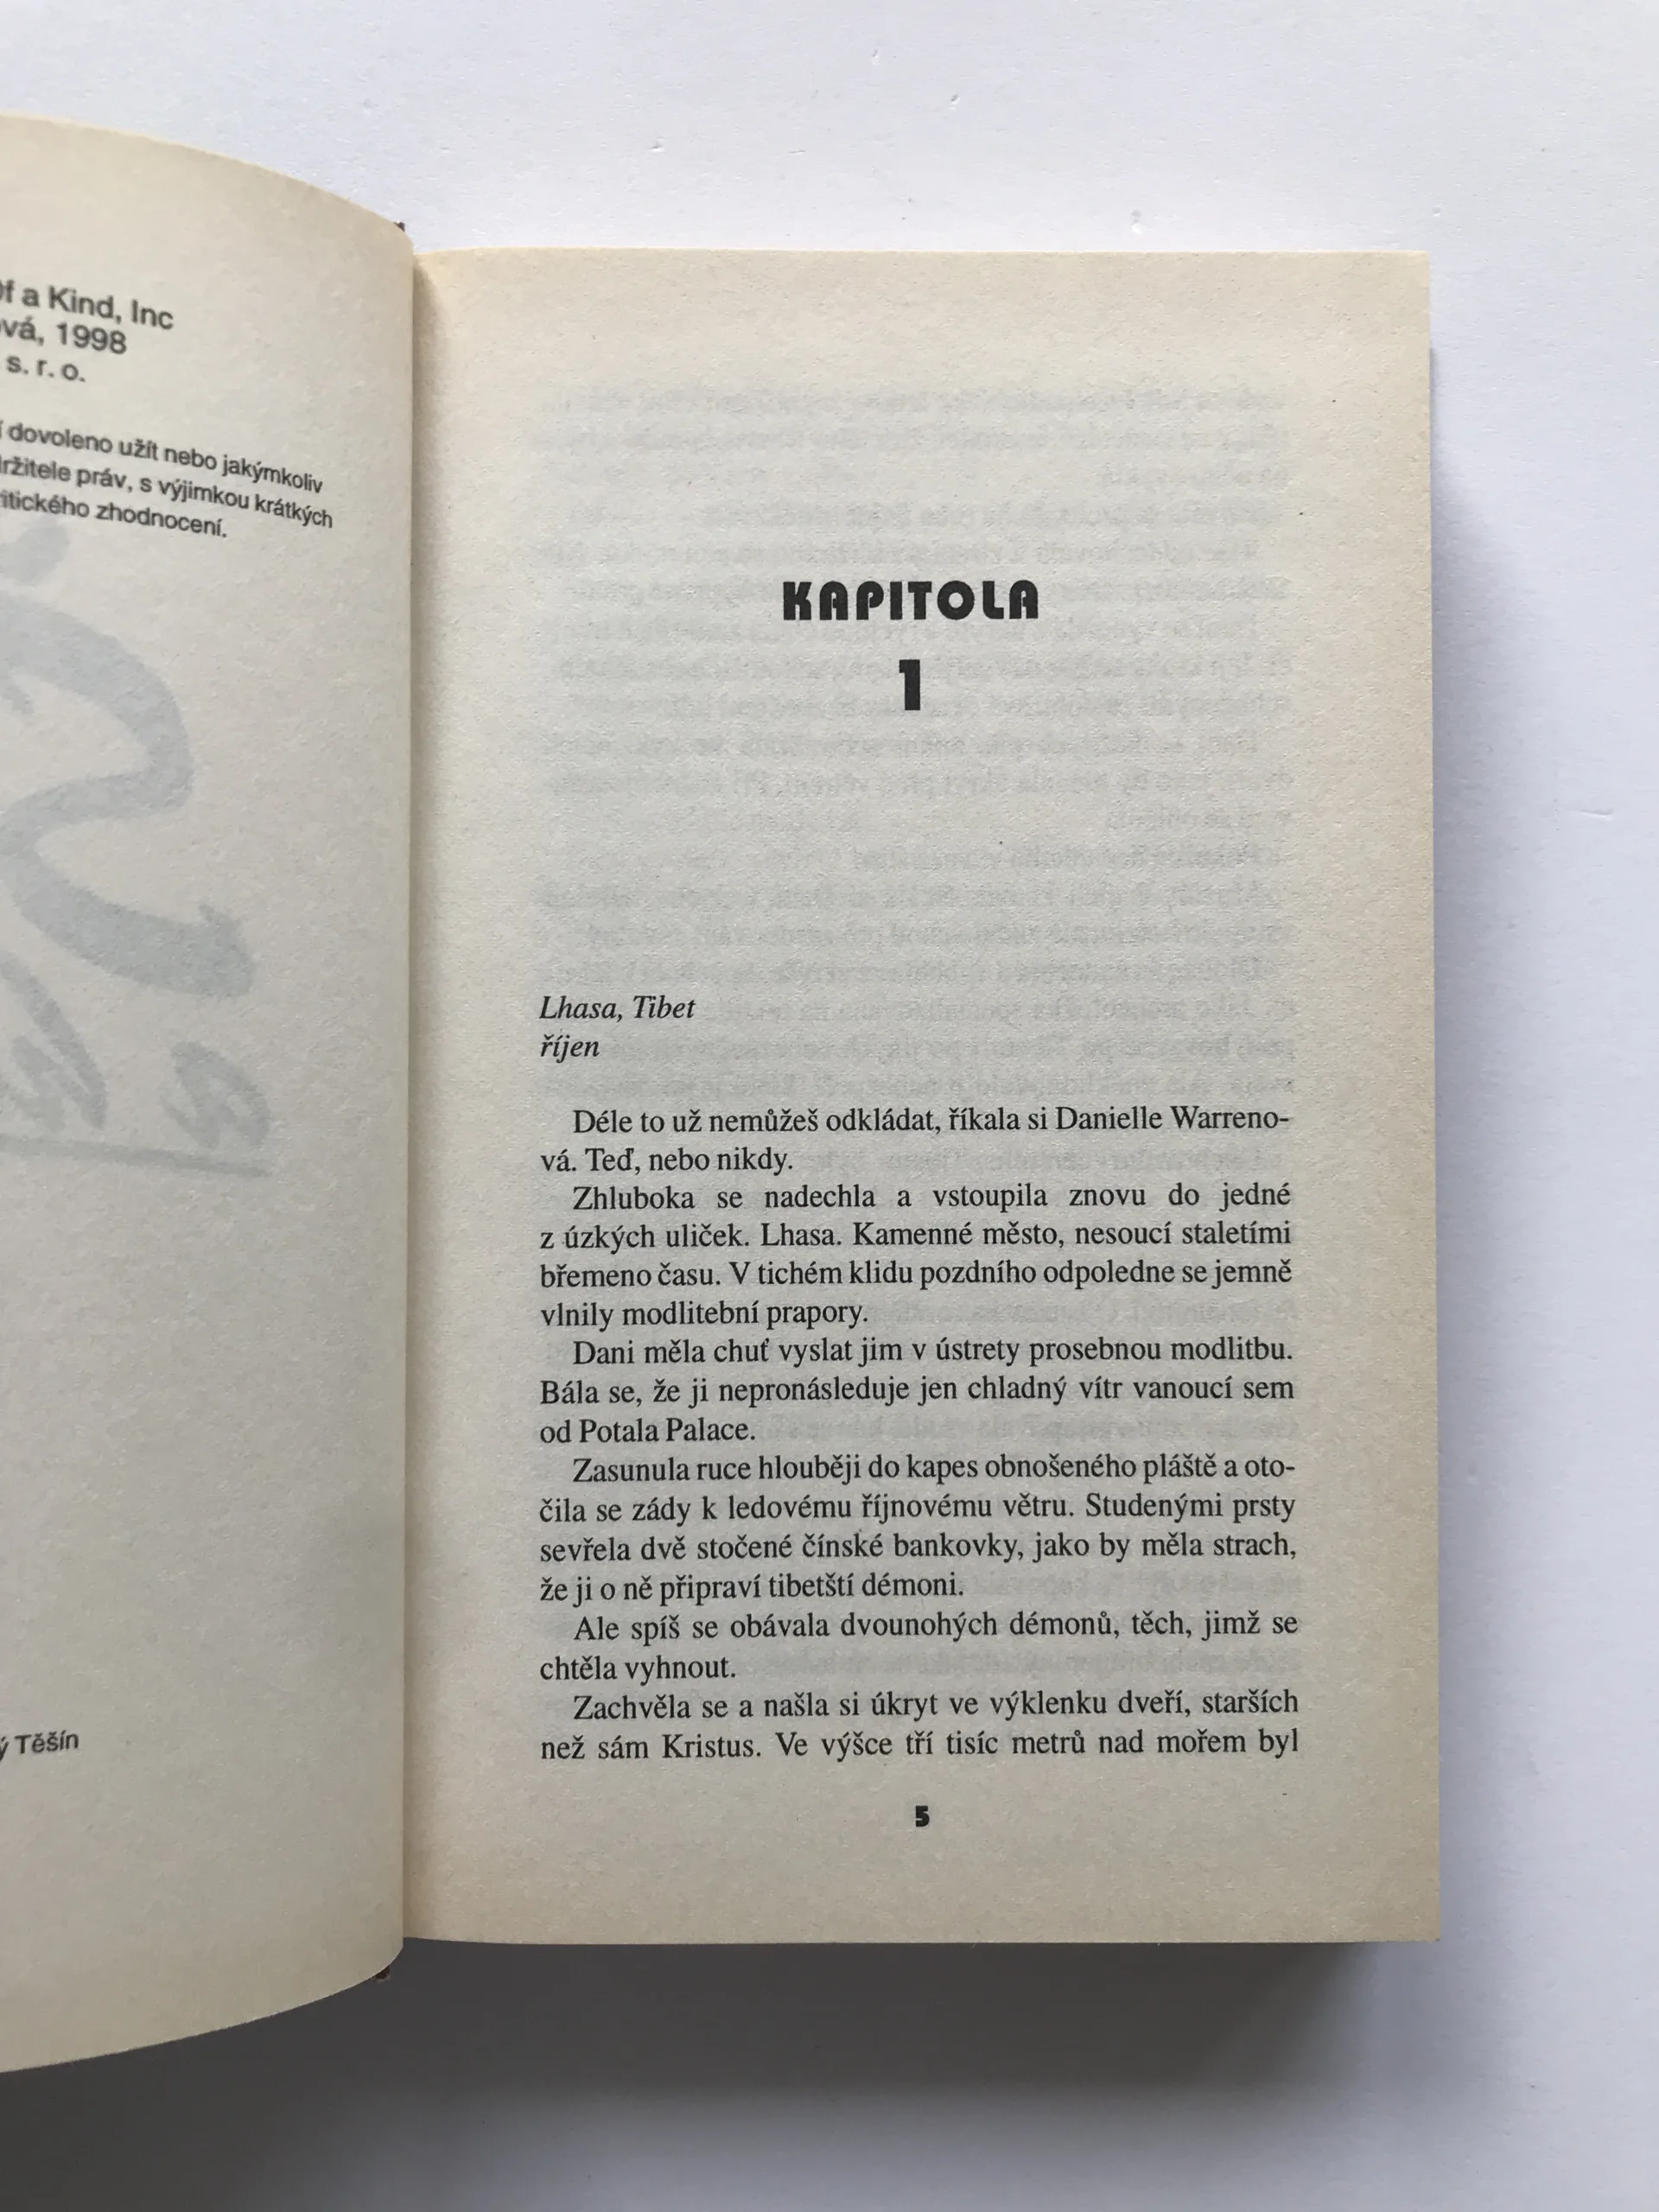 f a Kind, Inc
vá, 1998
s. r. o.
dovoleno užít nebo jakýmkoliv
držitele práv, s výjimkou krátkých
ritického zhodnocení.
Těšín
KAPITOLA
1
Lhasa, Tibet
říjen
Déle to už nemůžeš odkládat, říkala si Danielle Warreno-
vá. Teď, nebo nikdy.
Zhluboka se nadechla a vstoupila znovu do jedné
z úzkých uliček. Lhasa. Kamenné město, nesoucí staletími
břemeno času. V tichém klidu pozdního odpoledne se jemně
vlnily modlitební prapory.
Dani měla chuť vyslat jim v ústrety prosebnou modlitbu.
Bála se, že ji nepronásleduje jen chladný vítr vanoucí sem
od Potala Palace.
Zasunula ruce hlouběji do kapes obnošeného pláště a oto-
čila se zády k ledovému říjnovému větru. Studenými prsty
sevřela dvě stočené čínské bankovky, jako by měla strach,
že ji o ně připraví tibetští démoni.
Ale spíš se obávala dvounohých démonů, těch, jimž se
chtěla vyhnout.
Zachvěla se a našla si úkryt ve výklenku dveří, starších
než sám Kristus. Ve výšce tří tisíc metrů nad mořem byl
5